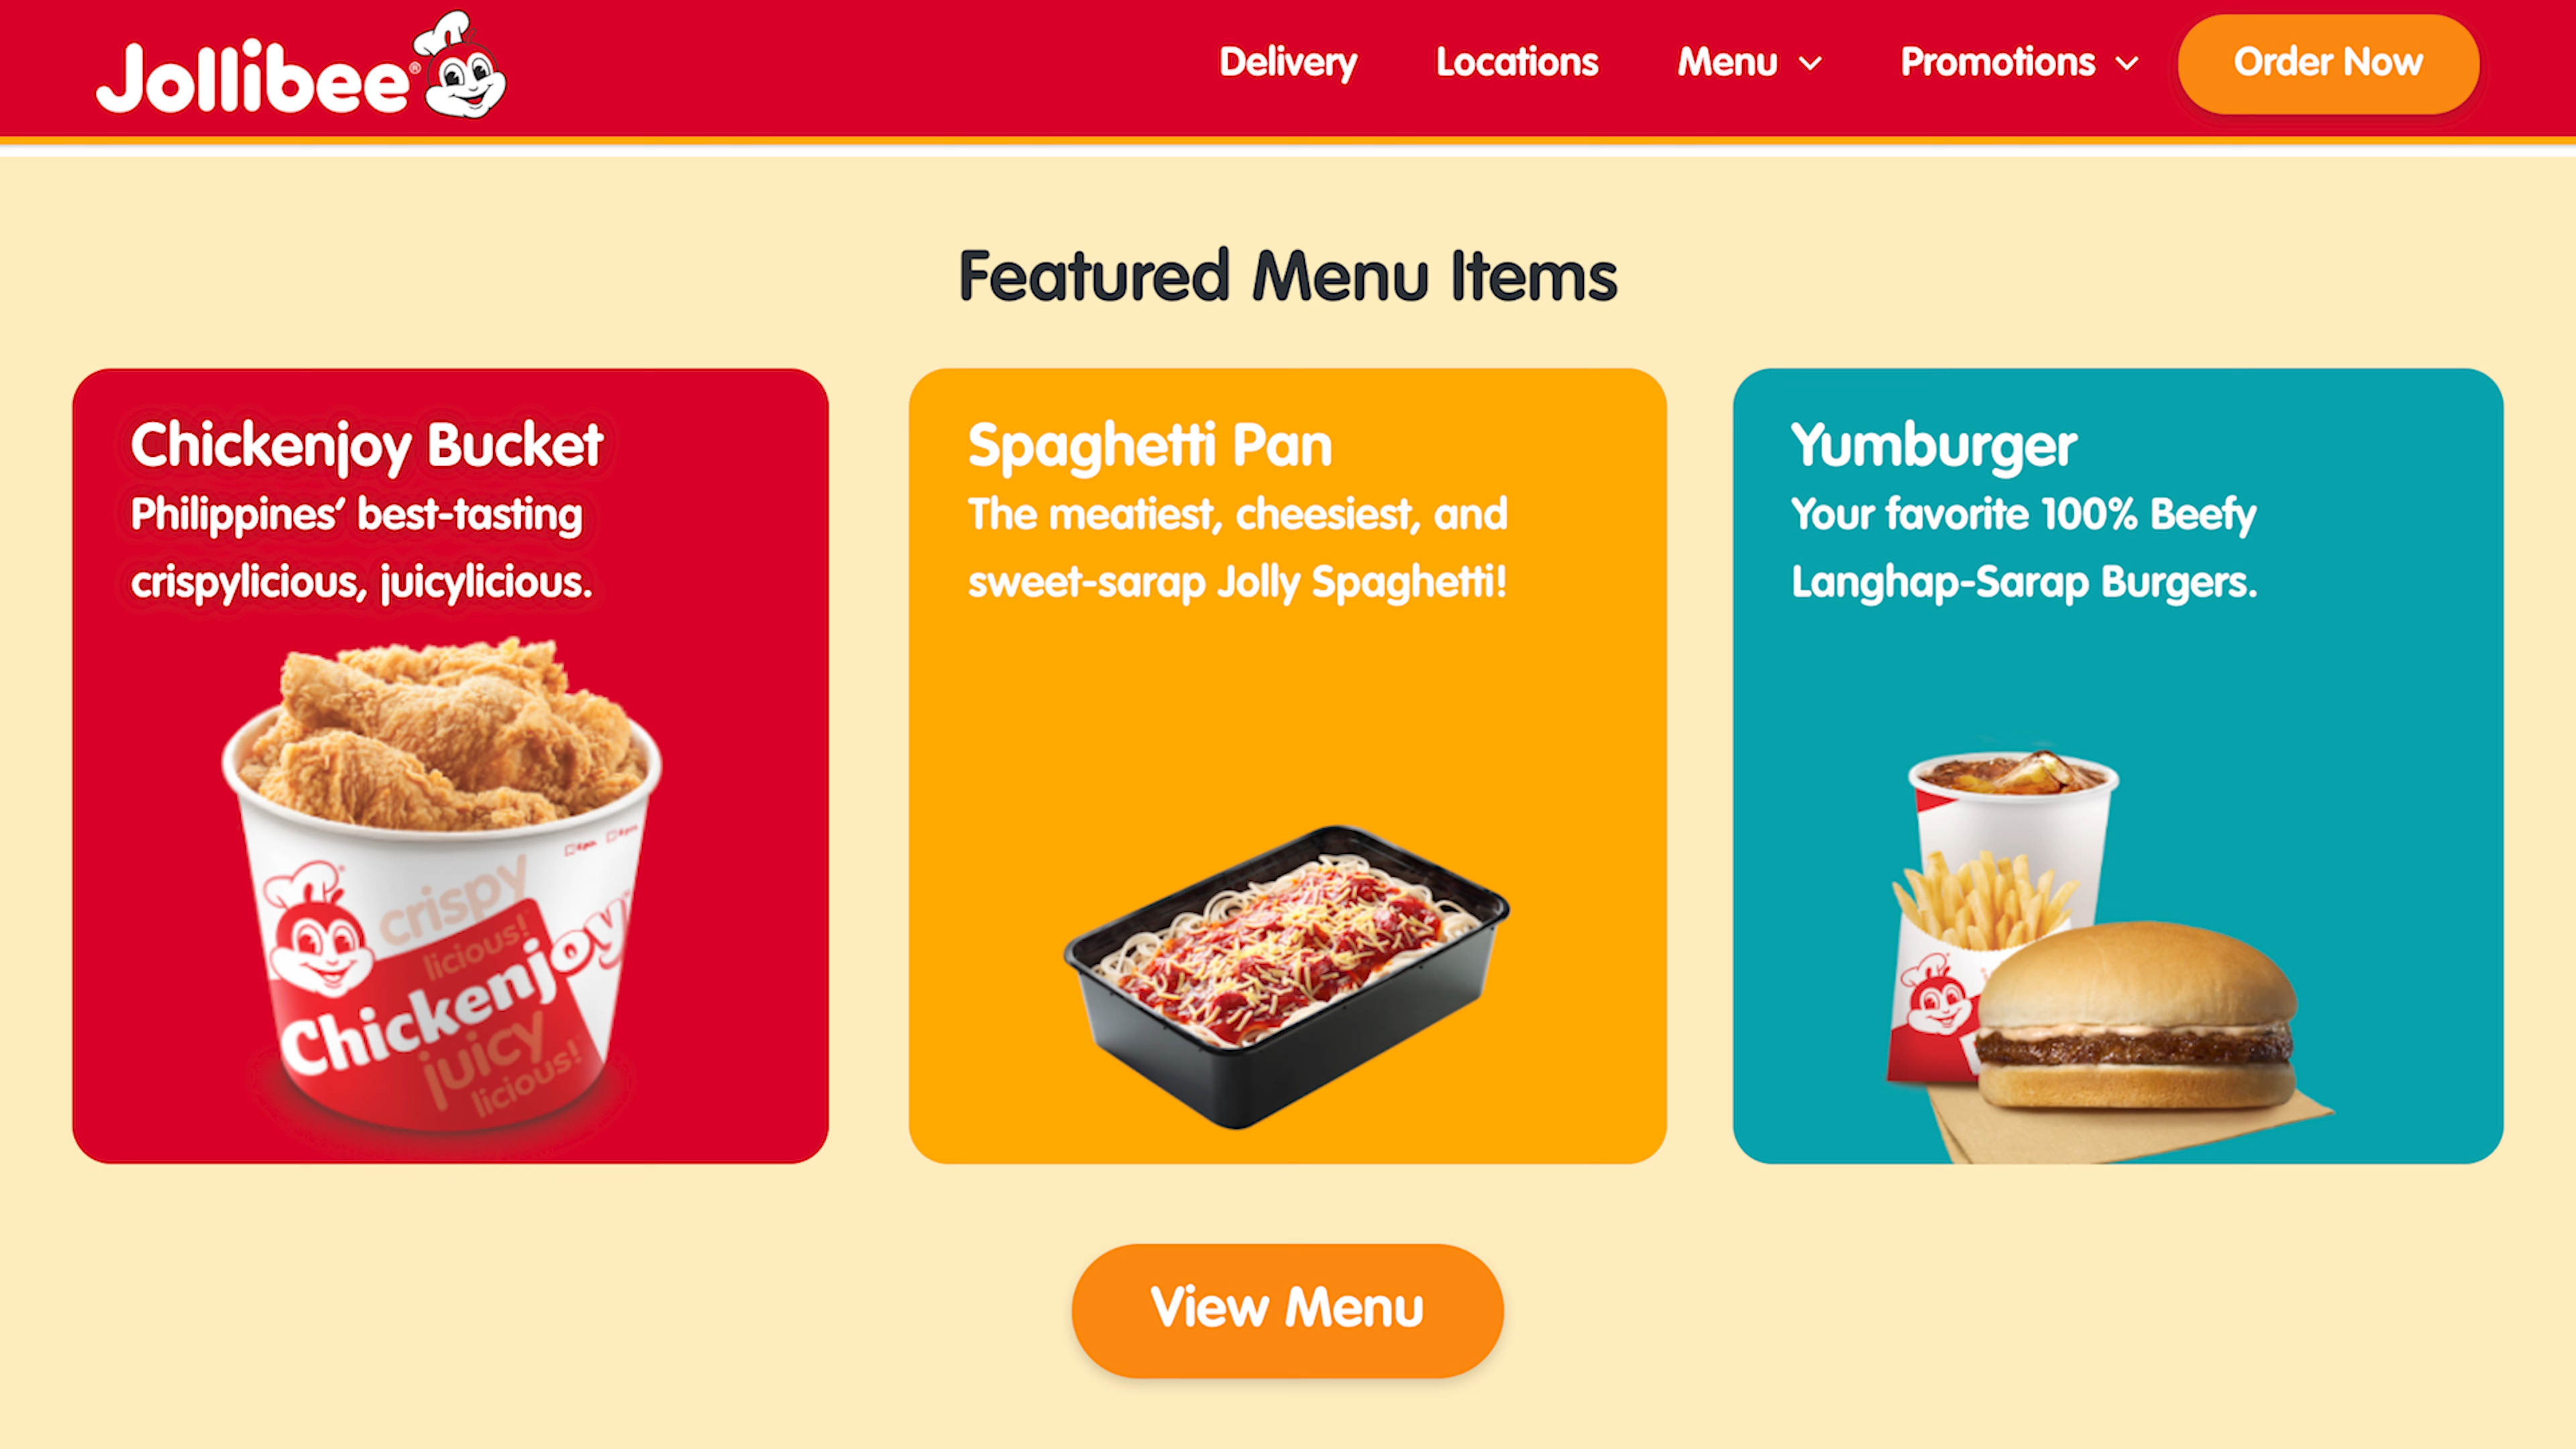 Jollibee®
Delivery
Locations
Menu
Promotions
Order Now
Featured Menu Items
Chickenjoy Bucket
Philippines’ best-tasting
crispylicious, juicylicious.
crispy
licious!
Chickenjoy
juicy
licious!
Spaghetti Pan
The meatiest, cheesiest, and
sweet-sarap Jolly Spaghetti!
Yumburger
Your favorite 100% Beefy
Langhap-Sarap Burgers.
View Menu